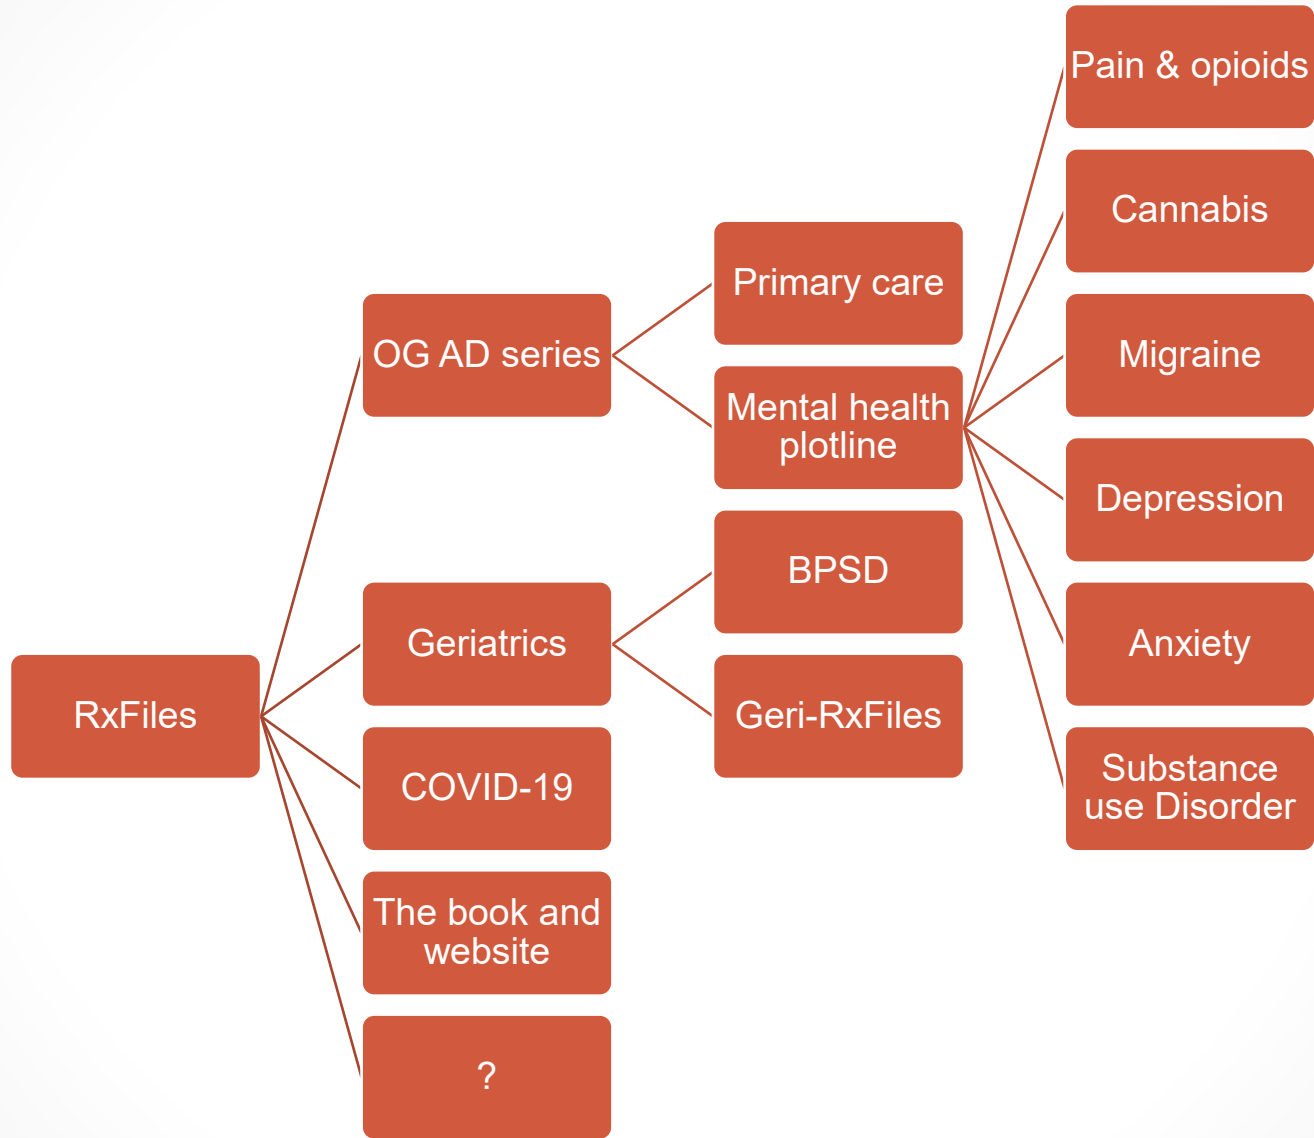 RxFiles
OG AD series
Primary care
Mental health
plotline
Pain & opioids
Cannabis
Migraine
Depression
Anxiety
Substance
use Disorder
Geriatrics
BPSD
Geri-RxFiles
COVID-19
The book and
website
?